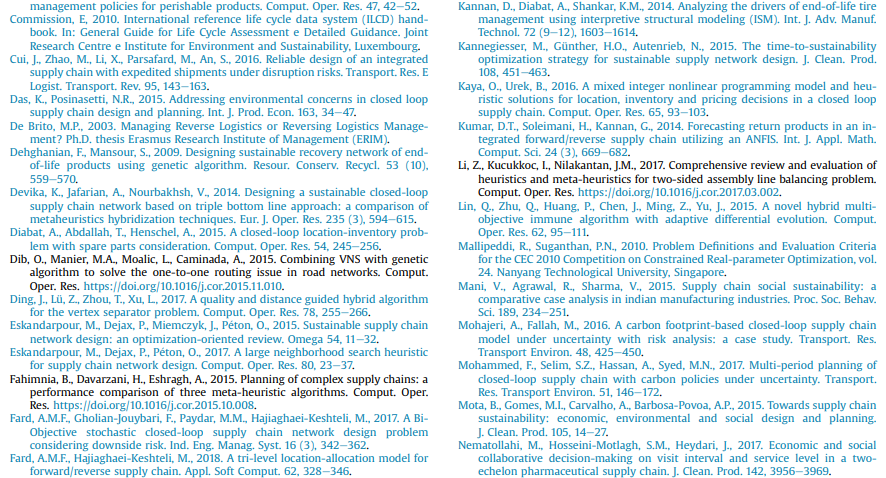 management policies for perishable products. Comput. Oper. Res. 47, 42–52.
Commission, E, 2010. International reference life cycle data system (ILCD) hand-
book. In: General Guide for Life Cycle Assessment e Detailed Guidance. Joint
Research Centre e Institute for Environment and Sustainability, Luxembourg.
Cui, J., Zhao, M., Li, X., Parsafard, M., An, S., 2016. Reliable design of an integrated
supply chain with expedited shipments under disruption risks. Transport. Res. E
Logist. Transport. Rev. 95, 143–163.
Das, K., Posinasetti, N.R., 2015. Addressing environmental concerns in closed loop
supply chain design and planning. Int. J. Prod. Econ. 163, 34–47.
De Brito, M.P., 2003. Managing Reverse Logistics or Reversing Logistics Manage-
ment? Ph.D. thesis Erasmus Research Institute of Management (ERIM).
Dehghanian, F., Mansour, S., 2009. Designing sustainable recovery network of end-
of-life products using genetic algorithm. Resour. Conserv. Recycl. 53 (10),
559–570.
Devika, K., Jafarian, A., Nourbakhsh, V., 2014. Designing a sustainable closed-loop
supply chain network based on triple bottom line approach: a comparison of
metaheuristics hybridization techniques. Eur. J. Oper. Res. 235 (3), 594–615.
Diabat, A., Abdallah, T., Henschel, A., 2015. A closed-loop location-inventory prob-
lem with spare parts consideration. Comput. Oper. Res. 54, 245–256.
Dib, O., Manier, M.A., Moalic, L., Caminada, A., 2015. Combining VNS with genetic
algorithm to solve the one-to-one routing issue in road networks. Comput.
Oper. Res. https://doi.org/10.1016/j.cor.2015.11.010.
Ding, J., Lü, Z., Zhou, T., Xu, L., 2017. A quality and distance guided hybrid algorithm
for the vertex separator problem. Comput. Oper. Res. 78, 255–266.
Eskandarpour, M., Dejax, P., Miemczyk, J., Péton, O., 2015. Sustainable supply chain
network design: an optimization-oriented review. Omega 54, 11–32.
Eskandarpour, M., Dejax, P., Péton, O., 2017. A large neighborhood search heuristic
for supply chain network design. Comput. Oper. Res. 80, 23–37.
Fahimnia, B., Davarzani, H., Eshragh, A., 2015. Planning of complex supply chains: a
performance comparison of three meta-heuristic algorithms. Comput. Oper.
Res. https://doi.org/10.1016/j.cor.2015.10.008.
Fard, A.M.F., Gholian-Jouybari, F., Paydar, M.M., Hajiaghaei-Keshteli, M., 2017. A Bi-
Objective stochastic closed-loop supply chain network design problem
considering downside risk. Ind. Eng. Manag. Syst. 16 (3), 342–362.
Fard, A.M.F., Hajiaghaei-Keshteli, M., 2018. A tri-level location-allocation model for
forward/reverse supply chain. Appl. Soft Comput. 62, 328–346.
Kannan, D., Diabat, A., Shankar, K.M., 2014. Analyzing the drivers of end-of-life tire
management using interpretive structural modeling (ISM). Int. J. Adv. Manuf.
Technol. 72 (9–12), 1603–1614.
Kannegiesser, M., Günther, H.O., Autenrieb, N., 2015. The time-to-sustainability
optimization strategy for sustainable supply network design. J. Clean. Prod.
108, 451–463.
Kaya, O., Urek, B., 2016. A mixed integer nonlinear programming model and heu-
ristic solutions for location, inventory and pricing decisions in a closed loop
supply chain. Comput. Oper. Res. 65, 93–103.
Kumar, D.T., Soleimani, H., Kannan, G., 2014. Forecasting return products in an in-
tegrated forward/reverse supply chain utilizing an ANFIS. Int. J. Appl. Math.
Comput. Sci. 24 (3), 669–682.
Li, Z., Kucukkoc, I., Nilakantan, J.M., 2017. Comprehensive review and evaluation of
heuristics and meta-heuristics for two-sided assembly line balancing problem.
Comput. Oper. Res. https://doi.org/10.1016/j.cor.2017.03.002.
Lin, Q., Zhu, Q., Huang, P., Chen, J., Ming, Z., Yu, J., 2015. A novel hybrid multi-
objective immune algorithm with adaptive differential evolution. Comput.
Oper. Res. 62, 95–111.
Mallipeddi, R., Suganthan, P.N., 2010. Problem Definitions and Evaluation Criteria
for the CEC 2010 Competition on Constrained Real-parameter Optimization, vol.
24. Nanyang Technological University, Singapore.
Mani, V., Agrawal, R., Sharma, V., 2015. Supply chain social sustainability: a
comparative case analysis in indian manufacturing industries. Proc. Soc. Behav.
Sci. 189, 234–251.
Mohajeri, A., Fallah, M., 2016. A carbon footprint-based closed-loop supply chain
model under uncertainty with risk analysis: a case study. Transport. Res.
Transport Environ. 48, 425–450.
Mohammed, F., Selim, S.Z., Hassan, A., Syed, M.N., 2017. Multi-period planning of
closed-loop supply chain with carbon policies under uncertainty. Transport.
Res. Transport Environ. 51, 146–172.
Mota, B., Gomes, M.I., Carvalho, A., Barbosa-Povoa, A.P., 2015. Towards supply chain
sustainability: economic, environmental and social design and planning.
J. Clean. Prod. 105, 14–27.
Nematollahi, M., Hosseini-Motlagh, S.M., Heydari, J., 2017. Economic and social
collaborative decision-making on visit interval and service level in a two-
echelon pharmaceutical supply chain. J. Clean. Prod. 142, 3956–3969.